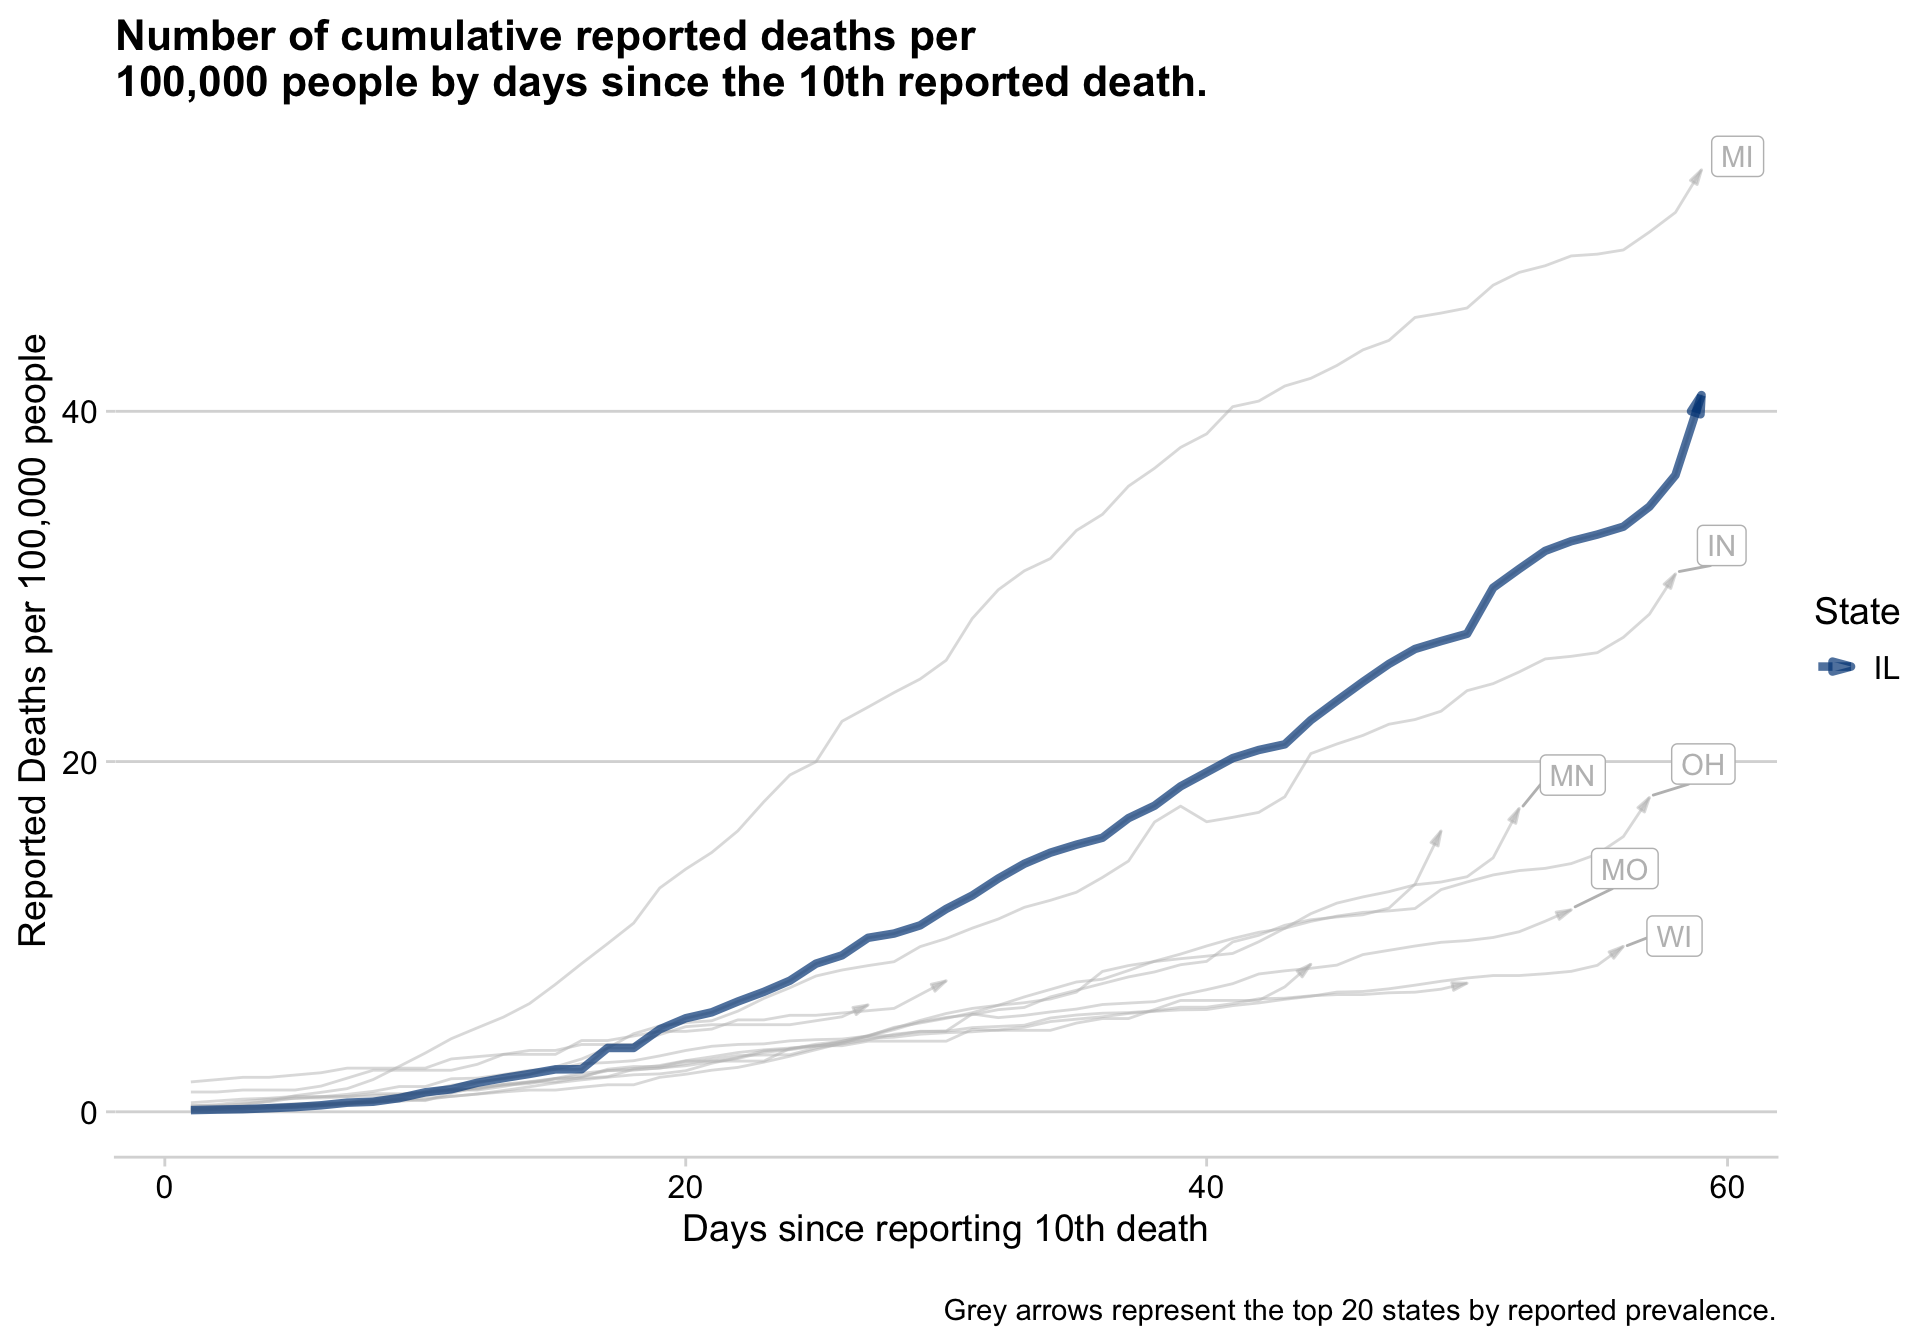 Number of cumulative reported deaths per
100,000 people by days since the 10th reported death.
Reported Deaths per 100,000 people
40
20
0
MI
IN
MN
OH
MO
WI
State
IL
0
20
40
60
Days since reporting 10th death
Grey arrows represent the top 20 states by reported prevalence.